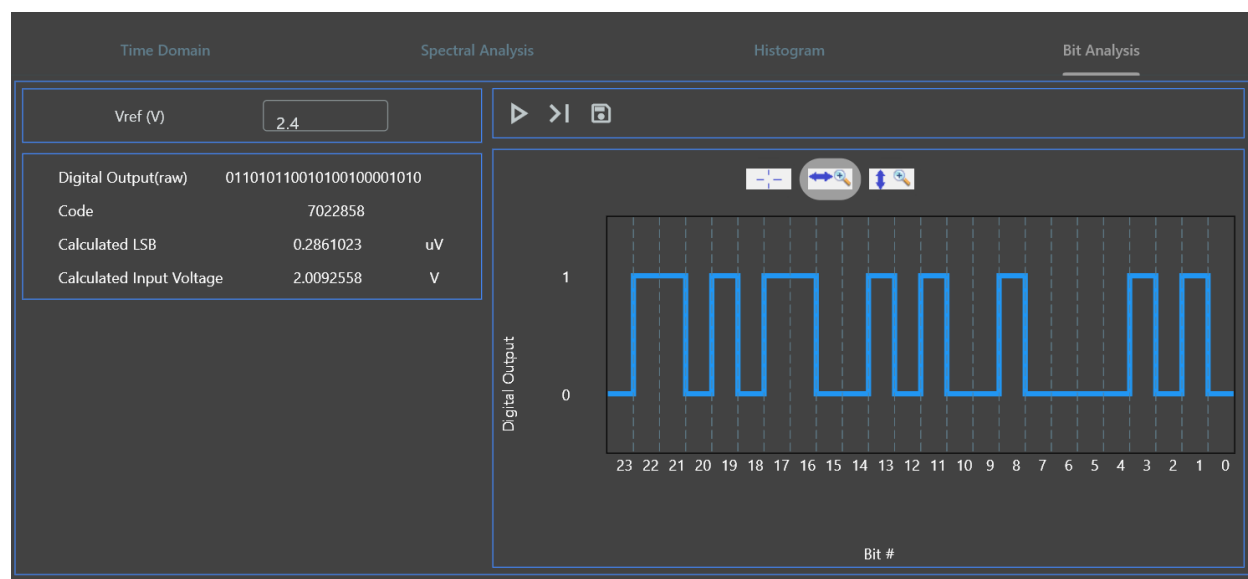 Time Domain
Spectral Analysis
Histogram
Bit Analysis
Vref (V)
2.4
Digital Output(raw) 011010110010100100001010
Code 7022858
Calculated LSB 0.2861023 uV
Calculated Input Voltage 2.0092558 V
Digital Output
1
0
23 22 21 20 19 18 17 16 15 14 13 12 11 10 9 8 7 6 5 4 3 2 1 0
Bit #